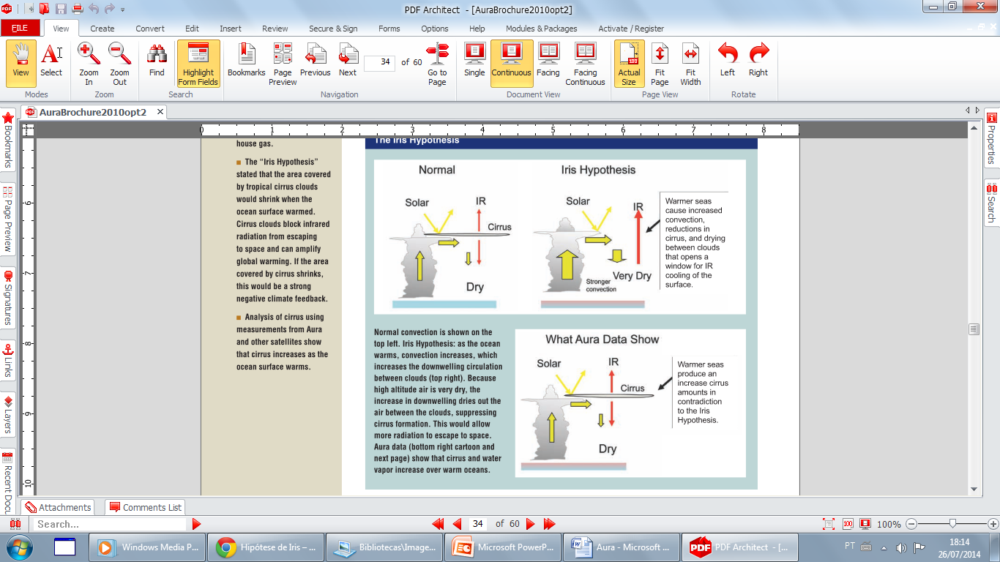 PDF Architect - [AuraBrochure2010opt2]
FILE View Create Convert Edit Insert Review Secure & Sign Forms Options Help Modules & Packages Activate / Register
View Select Zoom In Zoom Out Find Highlight Form Fields Bookmarks Page Preview Previous Next 34 of 60 Go to Page Single Continuous Facing Facing Continuous Actual Size Fit Page Fit Width Left Right
Modes Zoom Search Navigation Document View Page View Rotate
AuraBrochure2010opt2
0 1 2 3 4 5 6 7 8
6
7
8
9
10
Bookmarks
Page Preview
Signatures
Links
Layers
Recent Docu
Properties
Search
house gas.
The “Iris Hypothesis”
stated that the area covered
by tropical cirrus clouds
would shrink when the
ocean surface warmed.
Cirrus clouds block infrared
radiation from escaping
to space and can amplify
global warming. If the area
covered by cirrus shrinks,
this would be a strong
negative climate feedback.
Analysis of cirrus using
measurements from Aura
and other satellites show
that cirrus increases as the
ocean surface warms.
The Iris Hypothesis
Normal
Solar
IR
Cirrus
Dry
Iris Hypothesis
Solar
IR
Very Dry
Stronger
convection
Warmer seas
cause increased
convection,
reductions in
cirrus, and drying
between clouds
that opens a
window for IR
cooling of the
surface.
Normal convection is shown on the
top left. Iris Hypothesis: as the ocean
warms, convection increases, which
increases the downwelling circulation
between clouds (top right). Because
high altitude air is very dry, the
increase in downwelling dries out the
air between the clouds, suppressing
cirrus formation. This would allow
more radiation to escape to space.
Aura data (bottom right cartoon and
next page) show that cirrus and water
vapor increase over warm oceans.
What Aura Data Show
Solar
IR
Cirrus
Dry
Warmer seas
produce an
increase cirrus
amounts in
contradiction
to the Iris
Hypothesis.
Attachments Comments List
Search... 34 of 60 100%
Windows Media P... Hipótese de Iris – ... Bibliotecas\Image... Microsoft PowerP... Aura - Microsoft ... PDF Architect - [... PT 18:14
26/07/2014